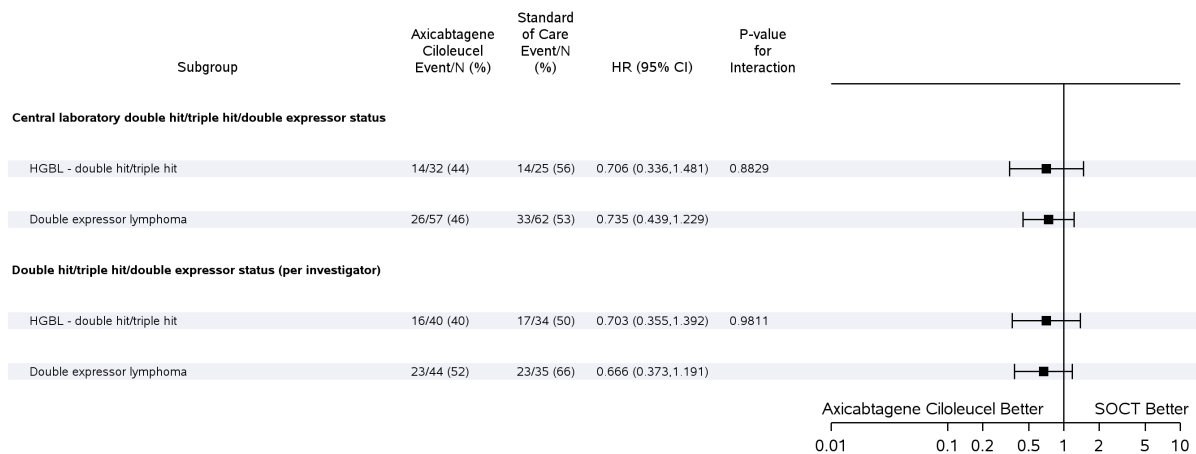 Subgroup
Axicabtagene
Ciloleucel
Event/N (%)
Standard
of Care
Event/N
(%)
HR (95% CI)
P-value
for
Interaction
Central laboratory double hit/triple hit/double expressor status
HGBL - double hit/triple hit 14/32 (44) 14/25 (56) 0.706 (0.336,1.481) 0.8829
Double expressor lymphoma 26/57 (46) 33/62 (53) 0.735 (0.439,1.229)
Double hit/triple hit/double expressor status (per investigator)
HGBL - double hit/triple hit 16/40 (40) 17/34 (50) 0.703 (0.355,1.392) 0.9811
Double expressor lymphoma 23/44 (52) 23/35 (66) 0.666 (0.373,1.191)
Axicabtagene Ciloleucel Better SOCT Better
0.01 0.1 0.2 0.5 1 2 5 10